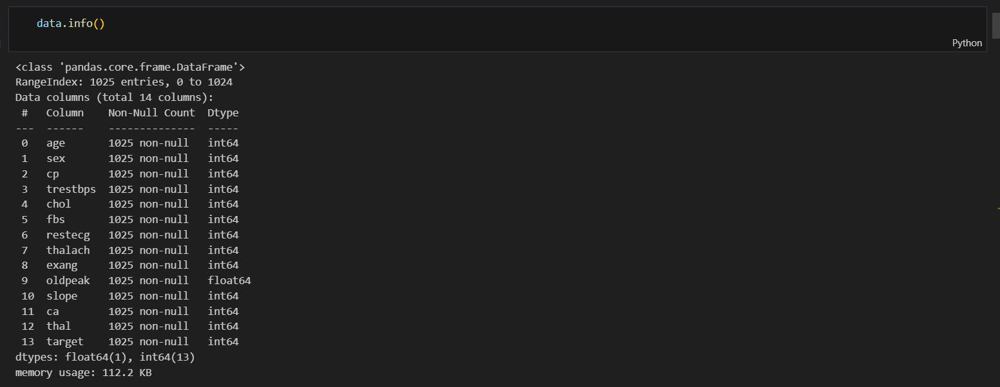 data.info()
Python
<class 'pandas.core.frame.DataFrame'>
RangeIndex: 1025 entries, 0 to 1024
Data columns (total 14 columns):
 #   Column    Non-Null Count  Dtype
---  ------    --------------  -----
 0   age       1025 non-null   int64
 1   sex       1025 non-null   int64
 2   cp        1025 non-null   int64
 3   trestbps  1025 non-null   int64
 4   chol      1025 non-null   int64
 5   fbs       1025 non-null   int64
 6   restecg   1025 non-null   int64
 7   thalach   1025 non-null   int64
 8   exang     1025 non-null   int64
 9   oldpeak   1025 non-null   float64
 10  slope     1025 non-null   int64
 11  ca        1025 non-null   int64
 12  thal      1025 non-null   int64
 13  target    1025 non-null   int64
dtypes: float64(1), int64(13)
memory usage: 112.2 KB